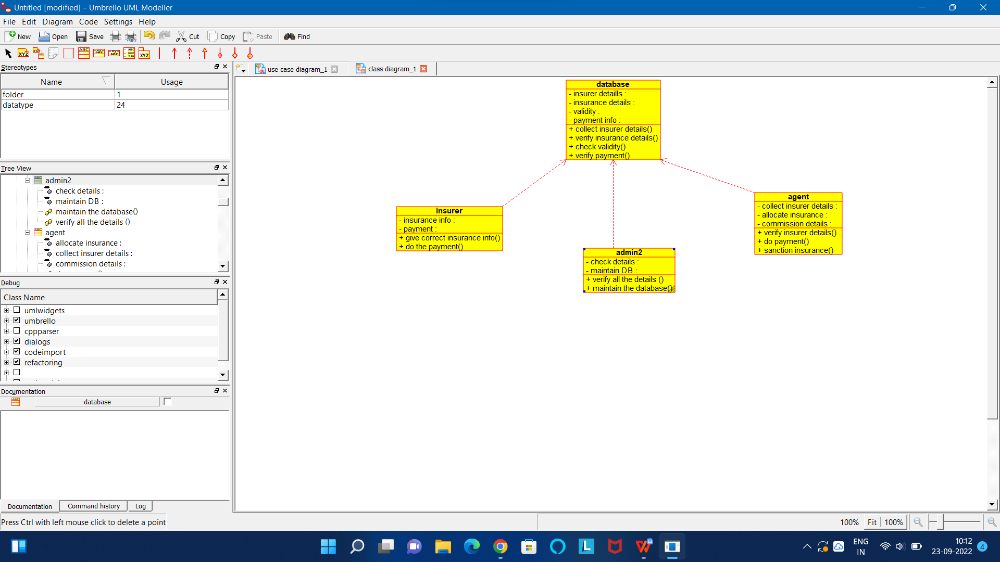 Untitled [modified] – Umbrello UML Modeller
File Edit Diagram Code Settings Help
New Open Save Cut Copy Paste Find
XYZ XYZ ABC ABC ABC XYZ
Stereotypes
Name Usage
folder 1
datatype 24
Tree View
admin2
check details :
maintain DB :
maintain the database()
verify all the details ()
agent
allocate insurance :
collect insurer details :
commission details :
Debug
Class Name
umlwidgets
umbrello
cppparser
dialogs
codeimport
refactoring
Documentation
database
Documentation Command history Log
Press Ctrl with left mouse click to delete a point
use case diagram_1 class diagram_1
database
- insurer detaills :
- insurance details :
- validity :
- payment info :
+ collect insurer details()
+ verify insurance details()
+ check validity()
+ verify payment()
insurer
- insurance info :
- payment :
+ give correct insurance info()
+ do the payment()
admin2
- check details :
- maintain DB :
+ verify all the details ()
+ maintain the database()
agent
- collect insurer details :
- allocate insurance :
- commission details :
+ verify insurer details()
+ do payment()
+ sanction insurance()
100% Fit 100%
L
W
ENG
IN
10:12
23-09-2022
4